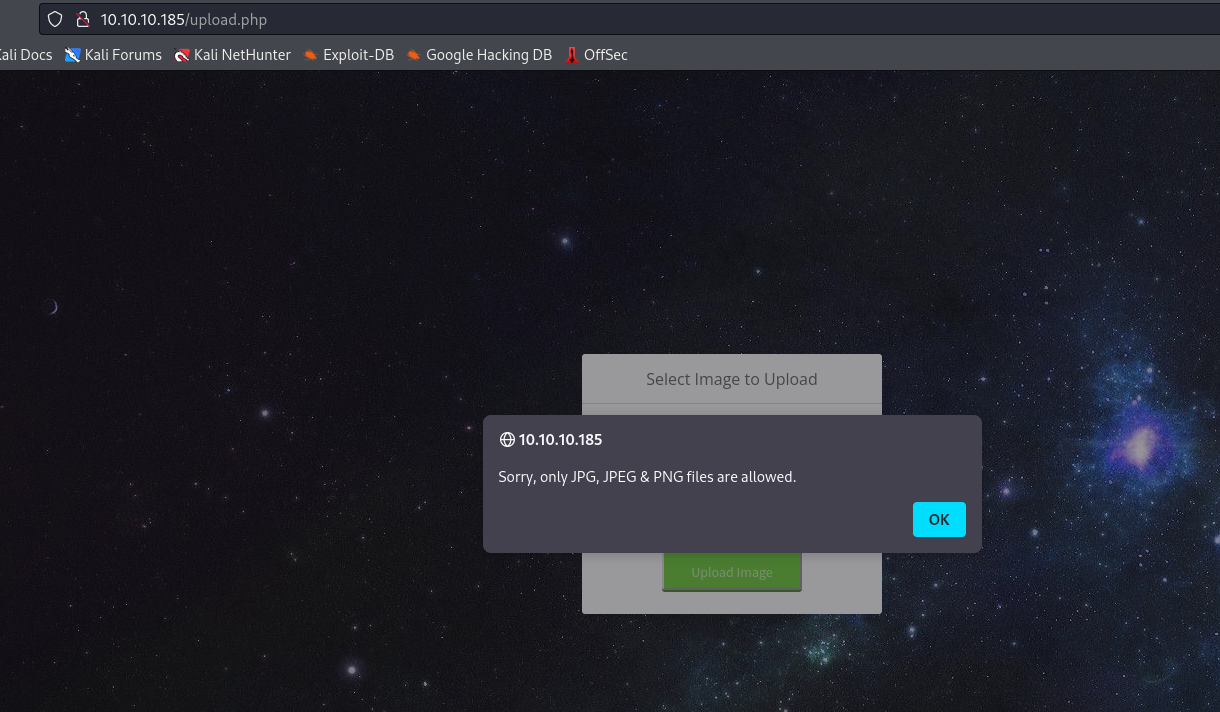 10.10.10.185/upload.php
Kali Docs Kali Forums Kali NetHunter Exploit-DB Google Hacking DB OffSec
Select Image to Upload
10.10.10.185
Sorry, only JPG, JPEG & PNG files are allowed.
OK
Upload Image